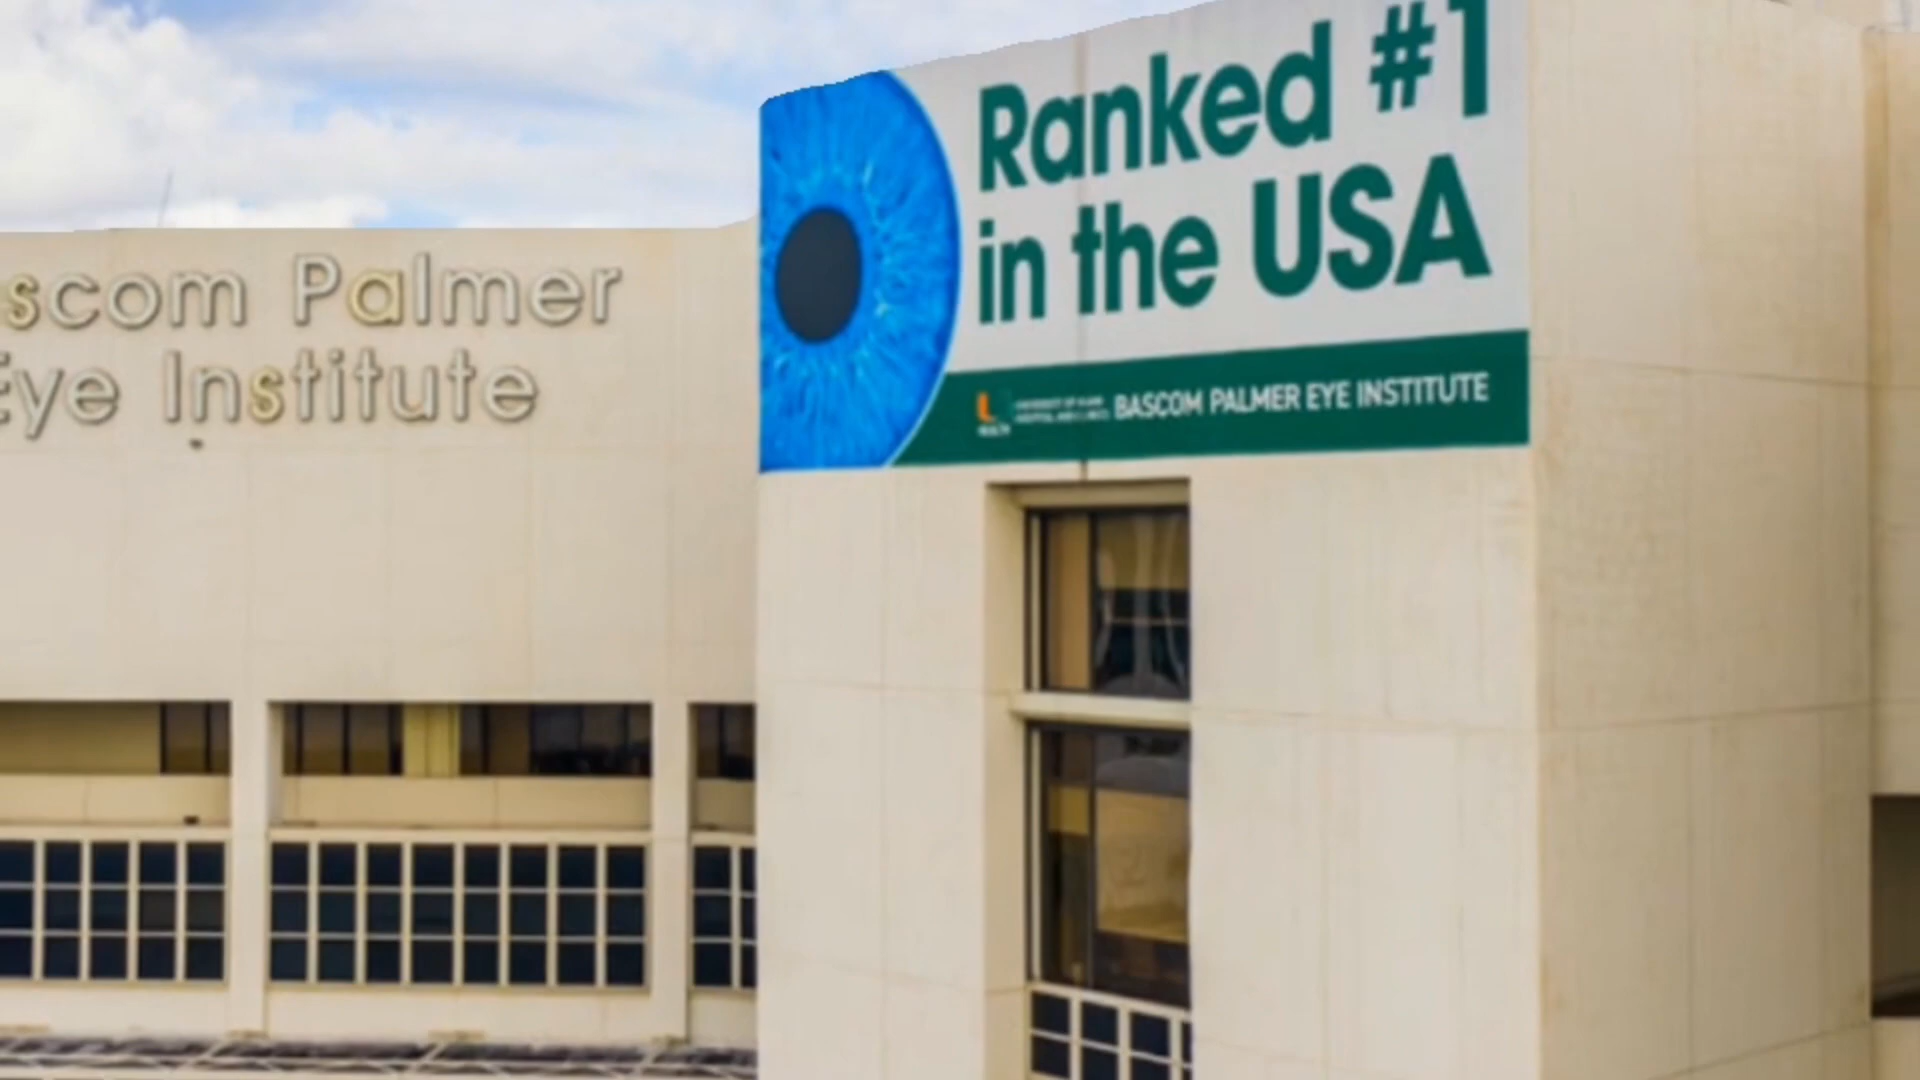 scom Palmer
Eye Institute
Ranked #1
in the USA
BASCOM PALMER EYE INSTITUTE